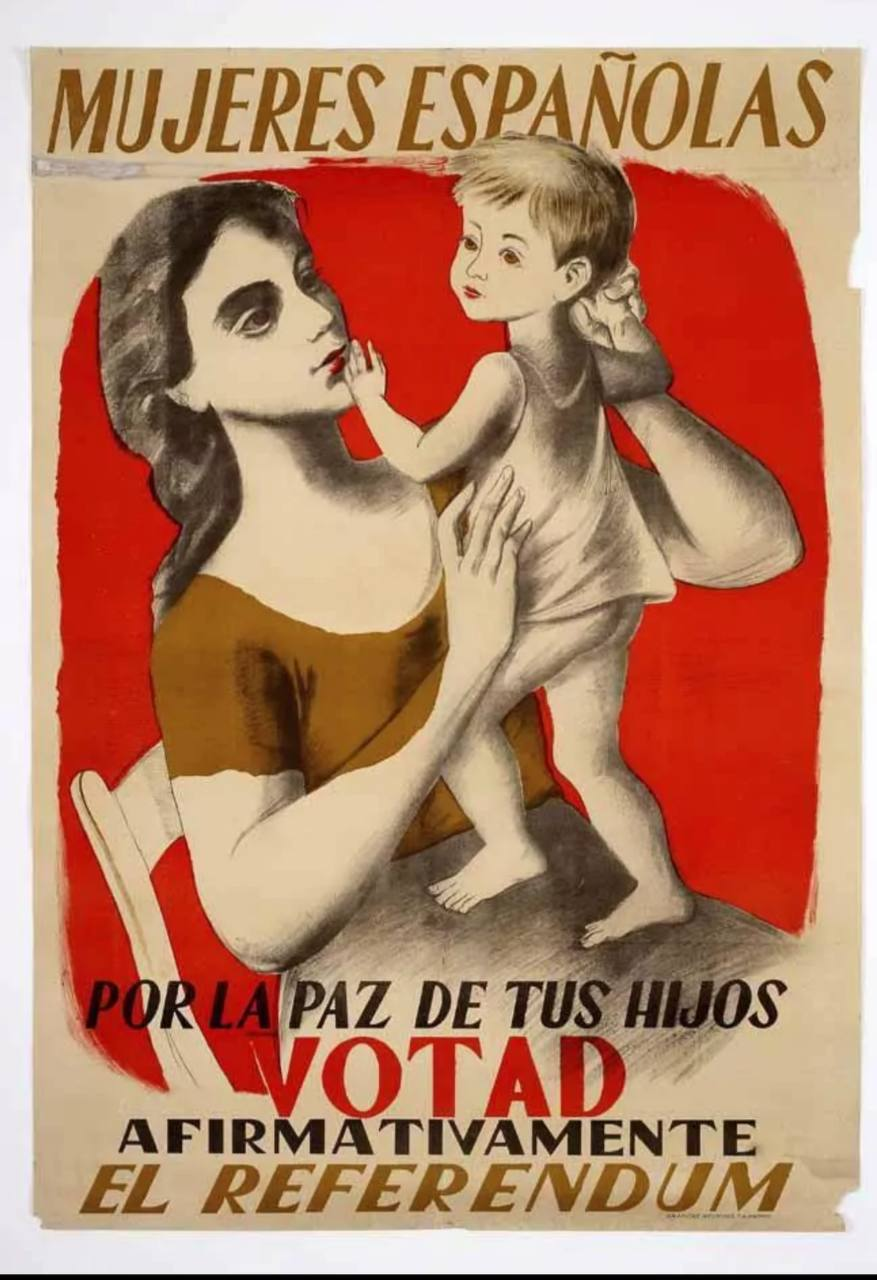 MUJERES ESPAÑOLAS
POR LA PAZ DE TUS HIJOS
VOTAD
AFIRMATIVAMENTE
EL REFERENDUM